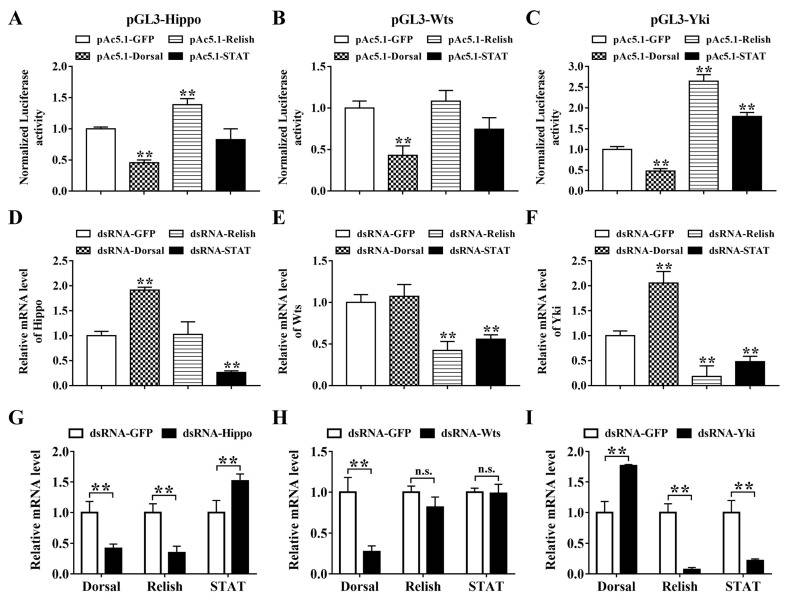 A pGL3-Hippo
pAc5.1-GFP pAc5.1-Relish
pAc5.1-Dorsal pAc5.1-STAT
Normalized Luciferase
activity
2.0
1.5
1.0
0.5
0.0
**
**
B pGL3-Wts
pAc5.1-GFP pAc5.1-Relish
pAc5.1-Dorsal pAc5.1-STAT
Normalized Luciferase
activity
1.5
1.0
0.5
0.0
**
C pGL3-Yki
pAc5.1-GFP pAc5.1-Relish
pAc5.1-Dorsal pAc5.1-STAT
Normalized Luciferase
activity
3.0
2.5
2.0
1.5
1.0
3.0
0.0
**
**
**
D
dsRNA-GFP dsRNA-Relish
dsRNA-Dorsal dsRNA-STAT
Relative mRNA level
of Hippo
2.5
2.0
1.5
1.0
0.5
0.0
**
**
E
dsRNA-GFP dsRNA-Relish
dsRNA-Dorsal dsRNA-STAT
Relative mRNA level
of Wts
1.5
1.0
0.5
0.0
**
**
F
dsRNA-GFP dsRNA-Relish
dsRNA-Dorsal dsRNA-STAT
Relative mRNA level
of Yki
2.5
2.0
1.5
1.0
0.5
0.0
**
**
**
G
dsRNA-GFP dsRNA-Hippo
Relative mRNA level
2.0
1.5
1.0
0.5
0.0
**
**
**
Dorsal Relish STAT
H
dsRNA-GFP dsRNA-Wts
Relative mRNA level
1.5
1.0
0.5
0.0
**
n.s.
n.s.
Dorsal Relish STAT
I
dsRNA-GFP dsRNA-Yki
Relative mRNA level
2.0
1.5
1.0
0.5
0.0
**
**
**
Dorsal Relish STAT